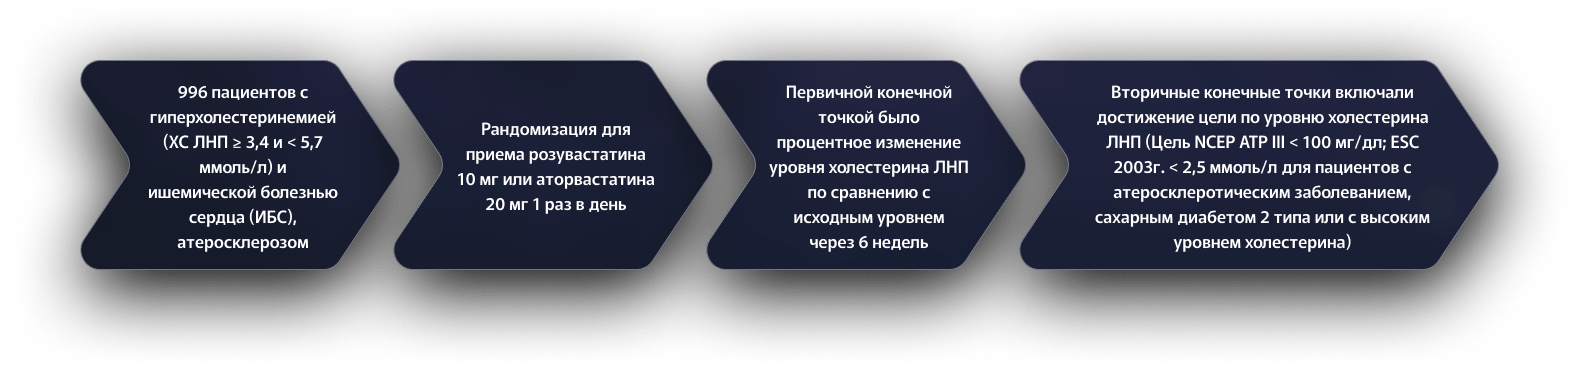 996 пациентов с
гиперхолестеринемией
(ХС ЛНП ≥ 3,4 и < 5,7
ммоль/л) и
ишемической болезнью
сердца (ИБС),
атеросклерозом
Рандомизация для
приема розувастатина
10 мг или аторвастатина
20 мг 1 раз в день
Первичной конечной
точкой было
процентное изменение
уровня холестерина ЛНП
по сравнению с
исходным уровнем
через 6 недель
Вторичные конечные точки включали
достижение цели по уровню холестерина
ЛНП (Цель NCEP ATP III < 100 мг/дл; ESC
2003г. < 2,5 ммоль/л для пациентов с
атеросклеротическим заболеванием,
сахарным диабетом 2 типа или с высоким
уровнем холестерина)